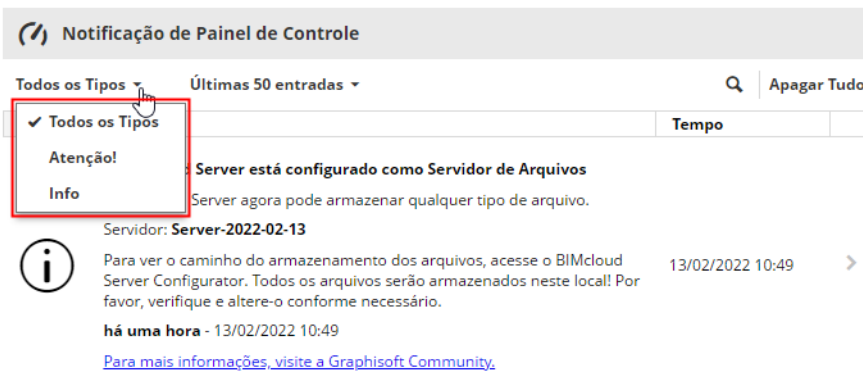 Notificação de Painel de Controle
Todos os Tipos
Últimas 50 entradas
Apagar Tudo
Todos os Tipos
Atenção!
Info
Tempo
Server está configurado como Servidor de Arquivos
Server agora pode armazenar qualquer tipo de arquivo.
Servidor: Server-2022-02-13
Para ver o caminho do armazenamento dos arquivos, acesse o BIMcloud
Server Configurator. Todos os arquivos serão armazenados neste local! Por
favor, verifique e altere-o conforme necessário.
13/02/2022 10:49
há uma hora - 13/02/2022 10:49
Para mais informações, visite a Graphisoft Community.